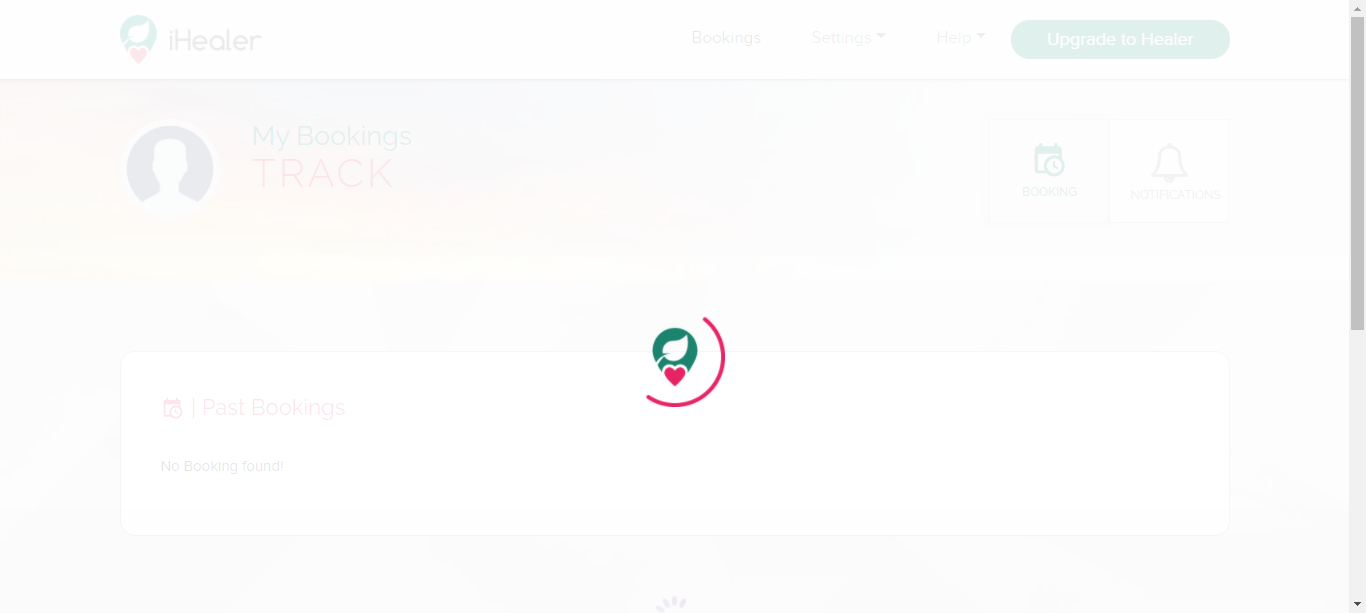 iHealer
Bookings
Settings
Help
Upgrade to Healer
My Bookings
TRACK
BOOKING
NOTIFICATIONS
| Past Bookings
No Booking found!